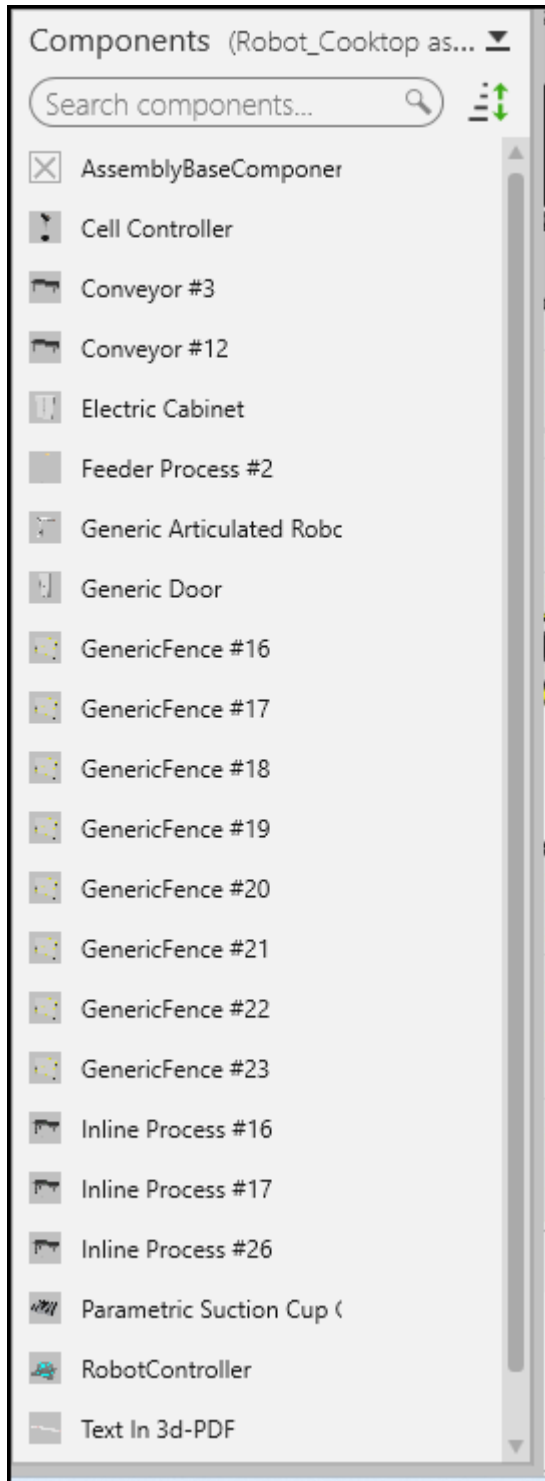 Components (Robot_Cooktop as...
Search components...
AssemblyBaseComponer
Cell Controller
Conveyor #3
Conveyor #12
Electric Cabinet
Feeder Process #2
Generic Articulated Robc
Generic Door
GenericFence #16
GenericFence #17
GenericFence #18
GenericFence #19
GenericFence #20
GenericFence #21
GenericFence #22
GenericFence #23
Inline Process #16
Inline Process #17
Inline Process #26
Parametric Suction Cup (
RobotController
Text In 3d-PDF